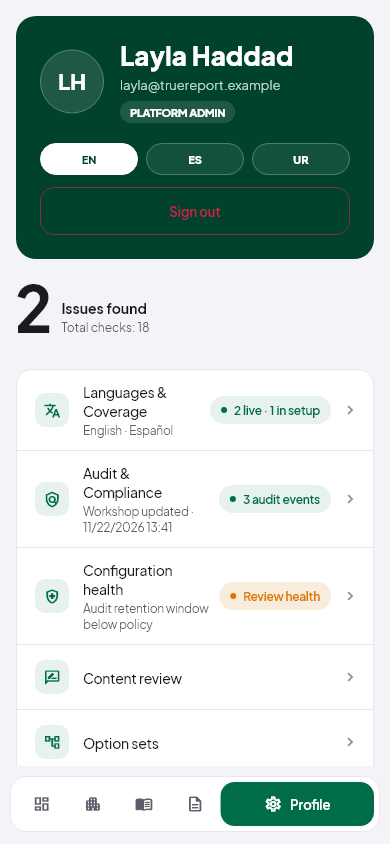 LH
Layla Haddad
layla@truereport.example
PLATFORM ADMIN
EN
ES
UR
Sign out
2
Issues found
Total checks: 18
Languages &
Coverage
English · Español
2 live · 1 in setup
Audit &
Compliance
Workshop updated ·
11/22/2026 13:41
3 audit events
Configuration
health
Audit retention window
below policy
Review health
Content review
Option sets
Profile